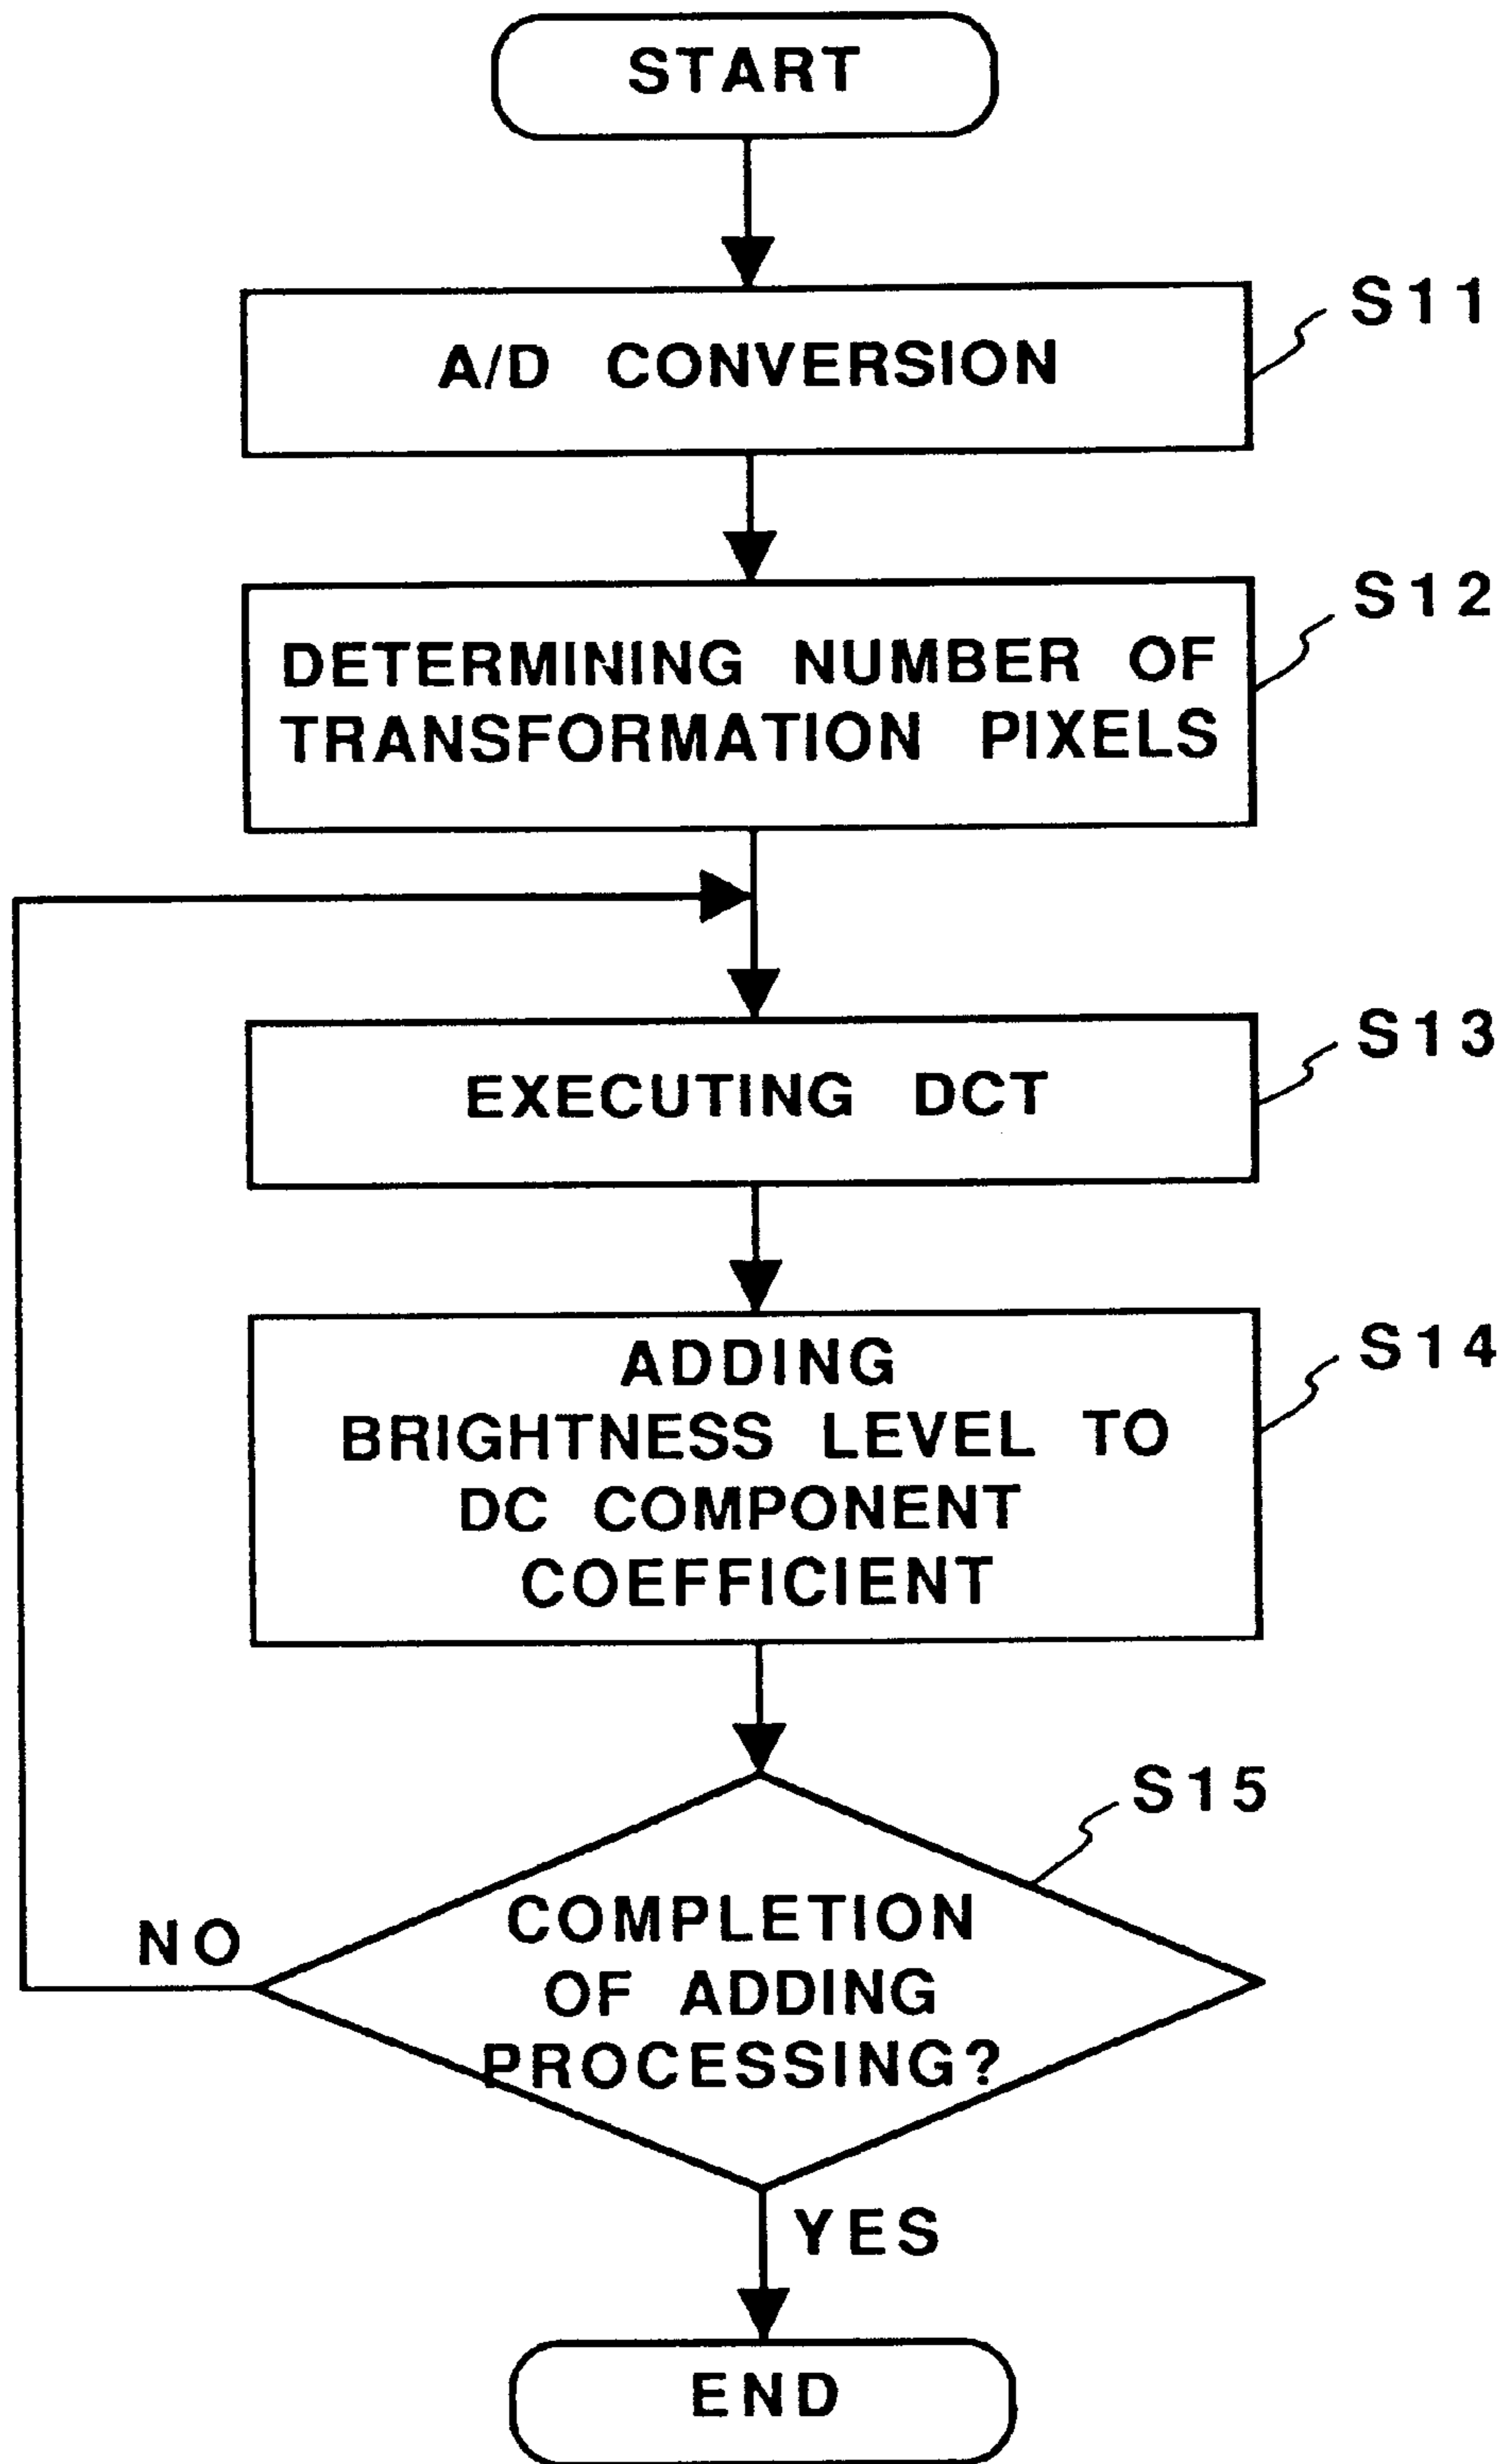 START
A/D CONVERSION
S11
DETERMINING NUMBER OF
TRANSFORMATION PIXELS
S12
EXECUTING DCT
S13
ADDING
BRIGHTNESS LEVEL TO
DC COMPONENT
COEFFICIENT
S14
COMPLETION
OF ADDING
PROCESSING?
S15
NO
YES
END